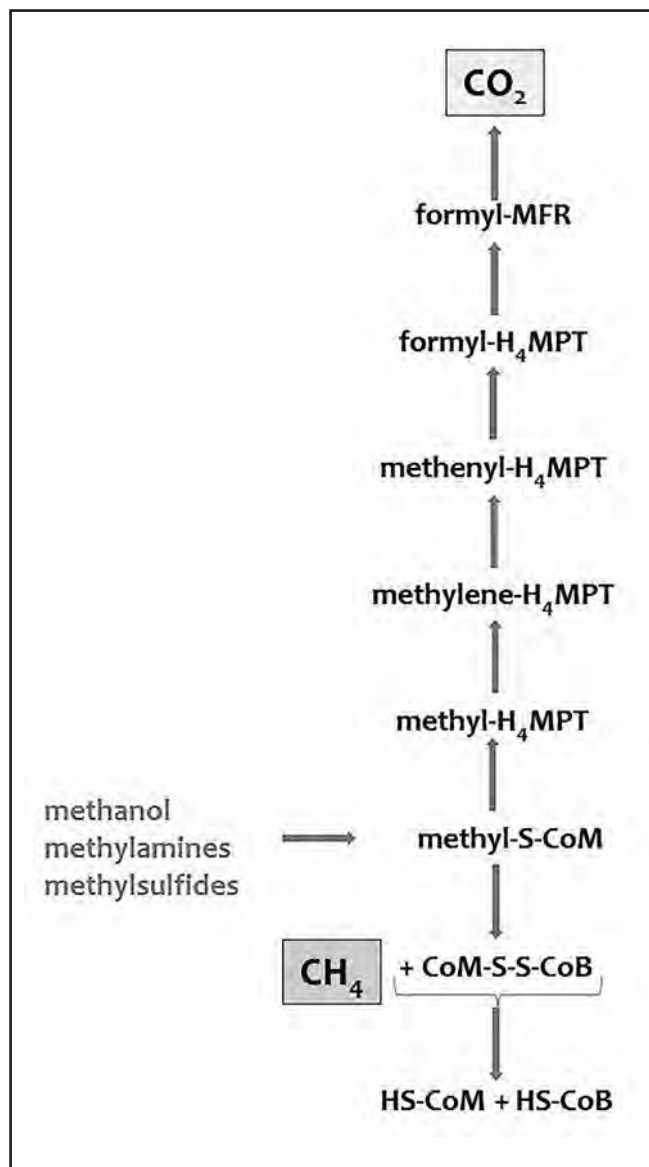 CO₂
formyl-MFR
formyl-H₄MPT
methenyl-H₄MPT
methylene-H₄MPT
methyl-H₄MPT
methanol
methylamines
methylsulfides
methyl-S-CoM
CH₄
+ CoM-S-S-CoB
HS-CoM + HS-CoB